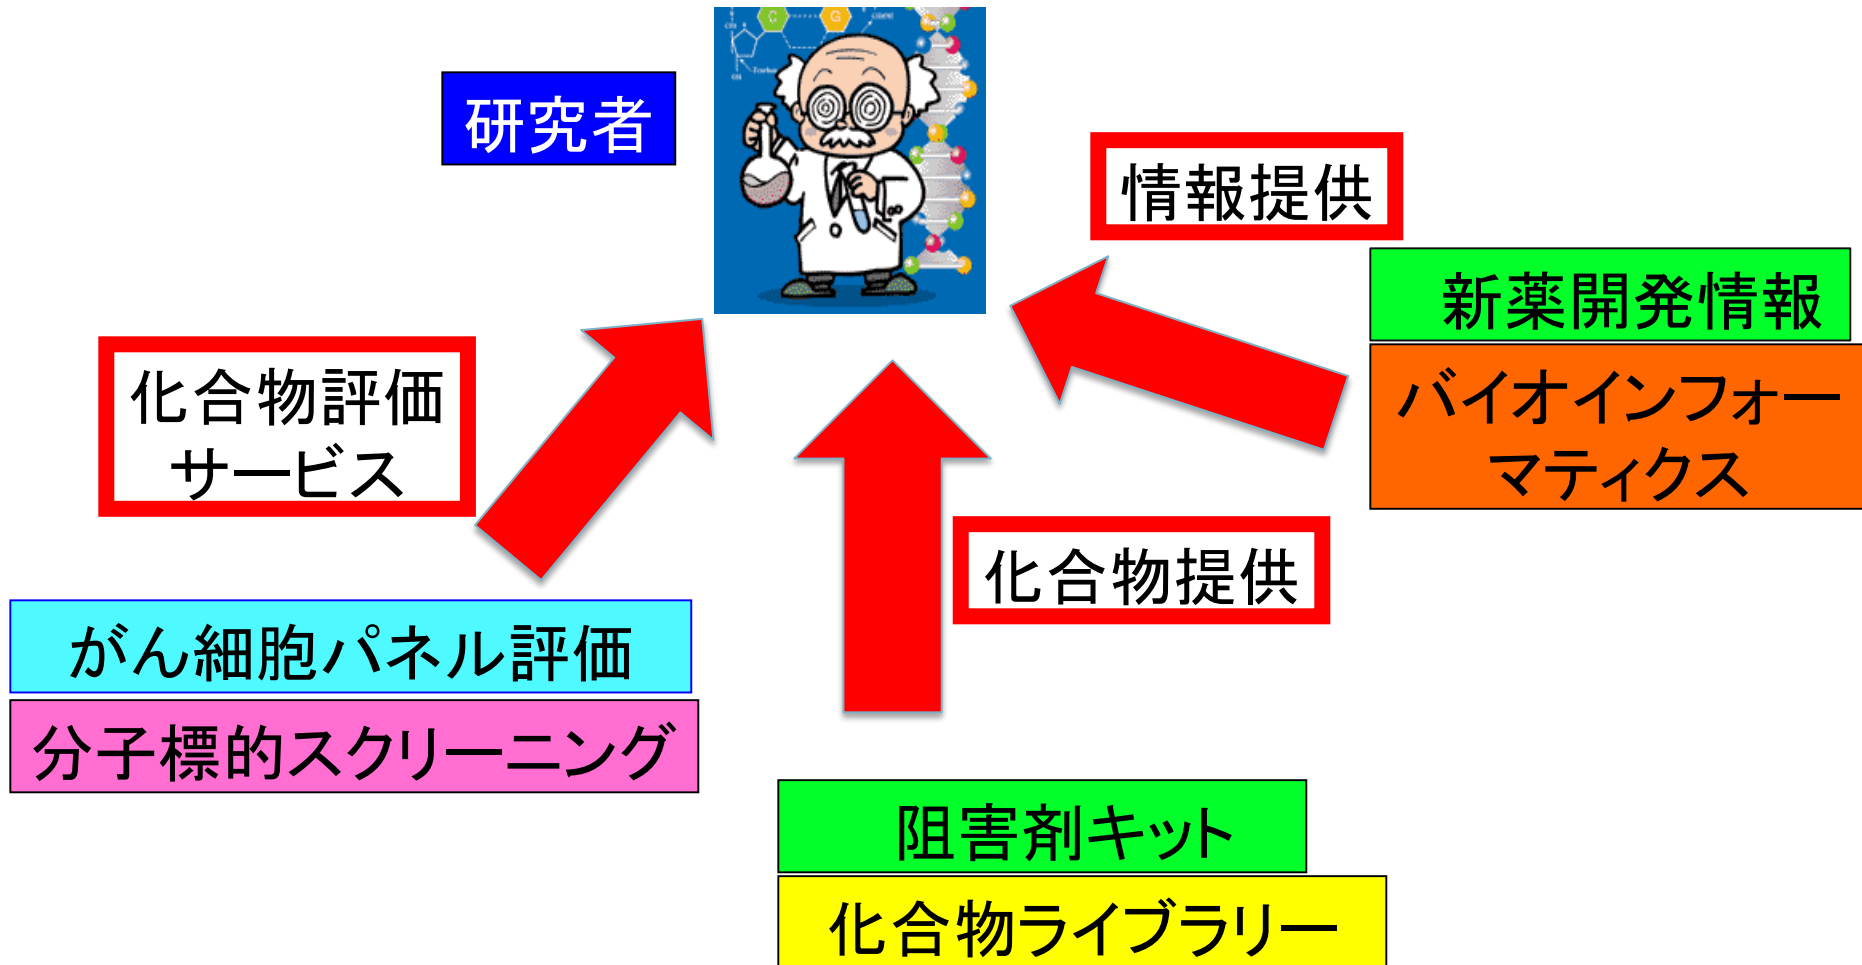 研究者
C
G
情報提供
新薬開発情報
バイオインフォー
マティクス
化合物評価
サービス
化合物提供
がん細胞パネル評価
分子標的スクリーニング
阻害剤キット
化合物ライブラリー